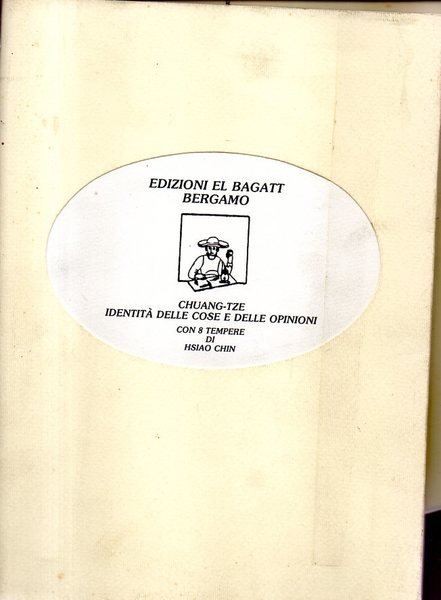 EDIZIONI EL BAGATT
BERGAMO
CHUANG-TZE
IDENTITÀ DELLE COSE E DELLE OPINIONI
CON 8 TEMPERE
DI
HSIAO CHIN